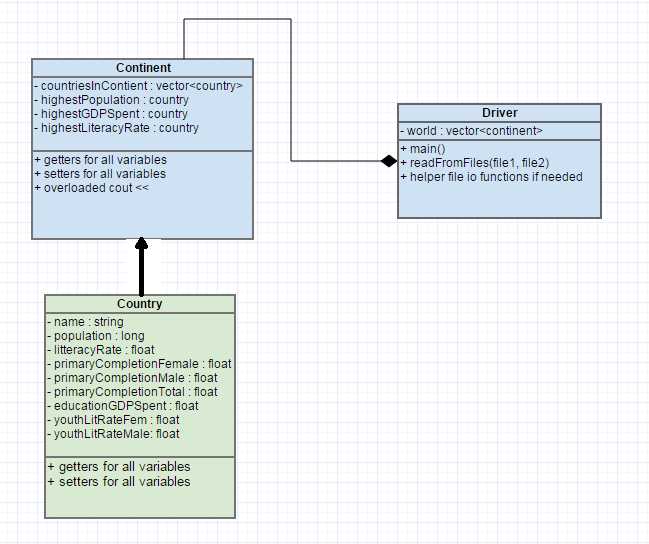 Continent
- countriesInContient : vector<country>
- highestPopulation : country
- highestGDPSpent : country
- highestLiteracyRate : country
+ getters for all variables
+ setters for all variables
+ overloaded cout <<
Driver
- world : vector<continent>
+ main()
+ readFromFiles(file1, file2)
+ helper file io functions if needed
Country
- name : string
- population : long
- litteracyRate : float
- primaryCompletionFemale : float
- primaryCompletionMale : float
- primaryCompletionTotal : float
- educationGDPSpent : float
- youthLitRateFem : float
- youthLitRateMale: float
+ getters for all variables
+ setters for all variables